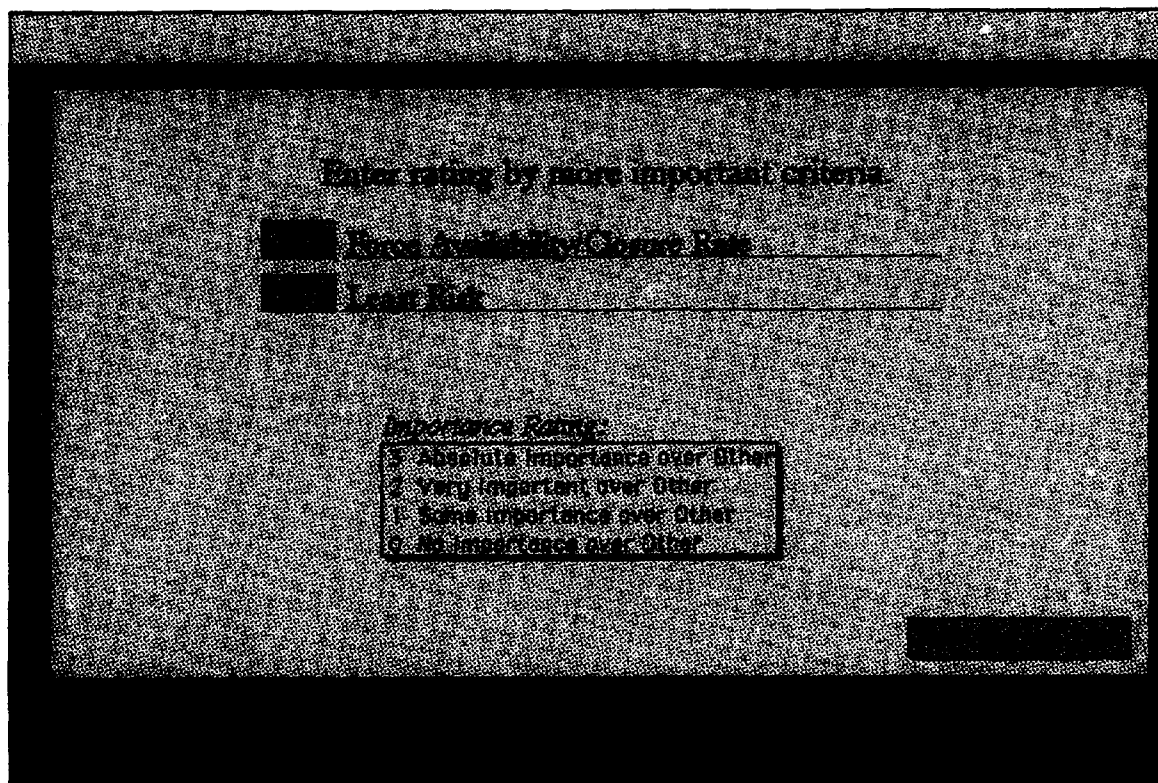 Enter rating by more important criteria.
Force Availability/Closure Rate
Least Risk
Importance Rating:
3 Absolute Importance over Other
2 Very Important over Other
1 Some Importance over Other
0 No Importance over Other